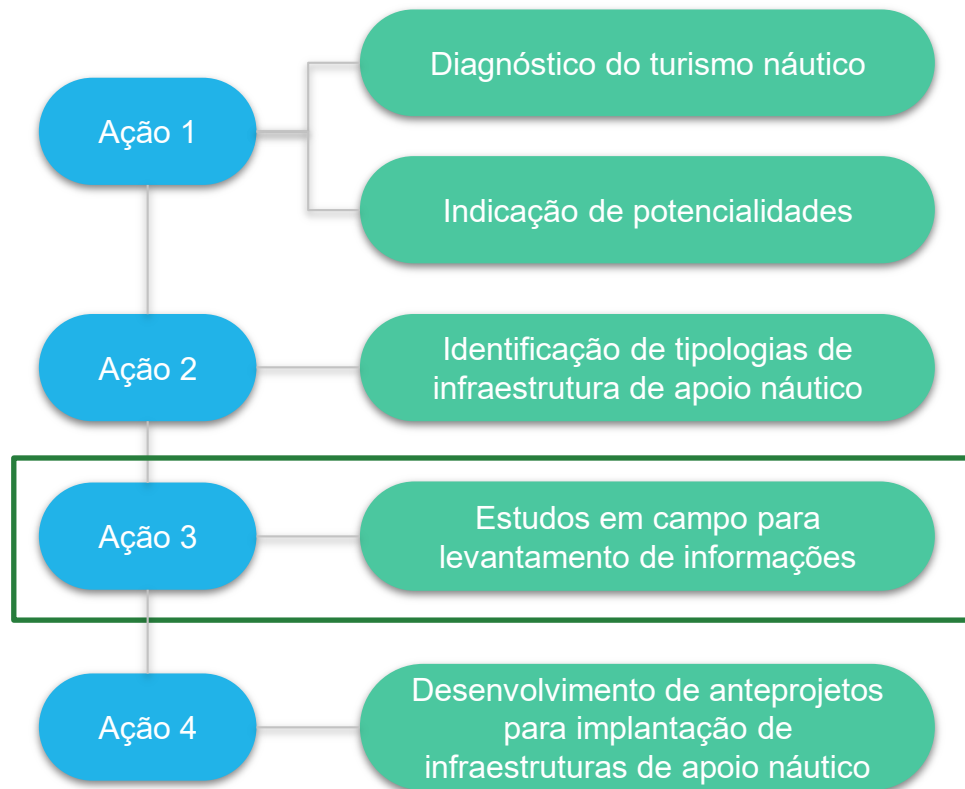 Ação 1
Diagnóstico do turismo náutico
Indicação de potencialidades
Ação 2
Identificação de tipologias de
infraestrutura de apoio náutico
Ação 3
Estudos em campo para
levantamento de informações
Ação 4
Desenvolvimento de anteprojetos
para implantação de
infraestruturas de apoio náutico